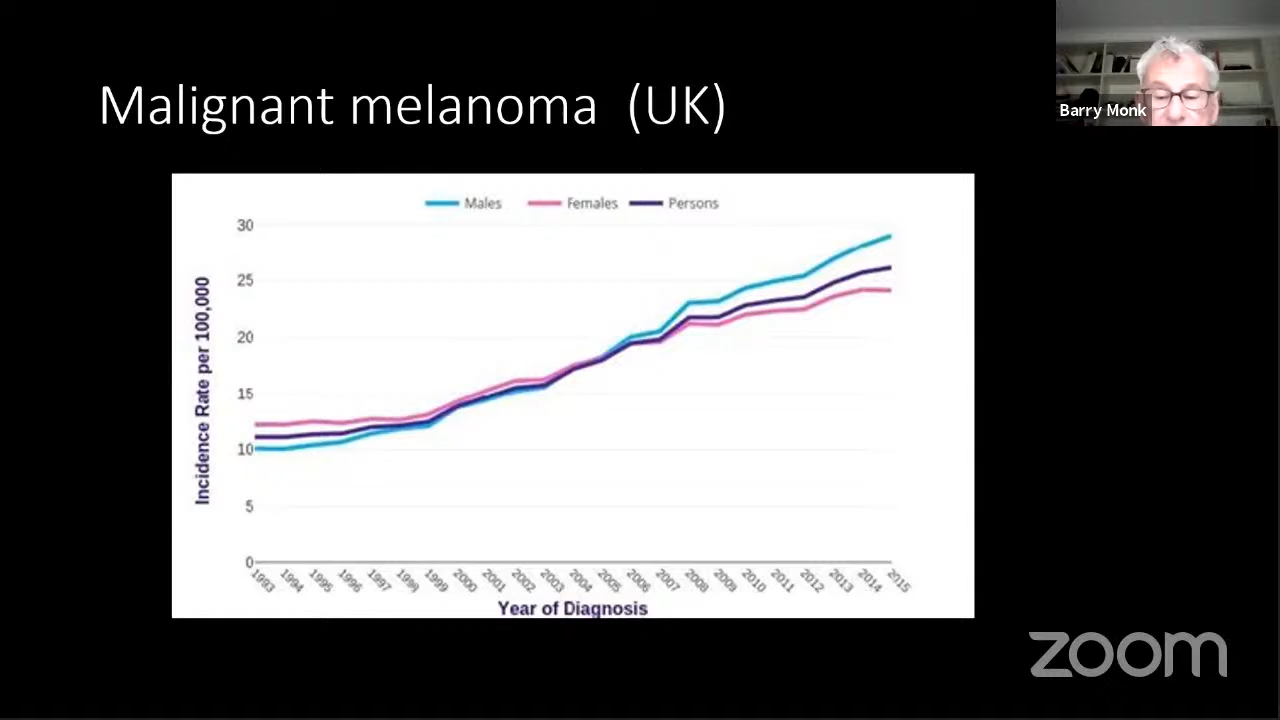 Malignant melanoma (UK)
Barry Monk
Males Females Persons
30
25
20
15
10
5
0
Incidence Rate per 100,000
1993 1994 1995 1996 1997 1998 1999 2000 2001 2002 2003 2004 2005 2006 2007 2008 2009 2010 2011 2012 2013 2014 2015
Year of Diagnosis
zoom